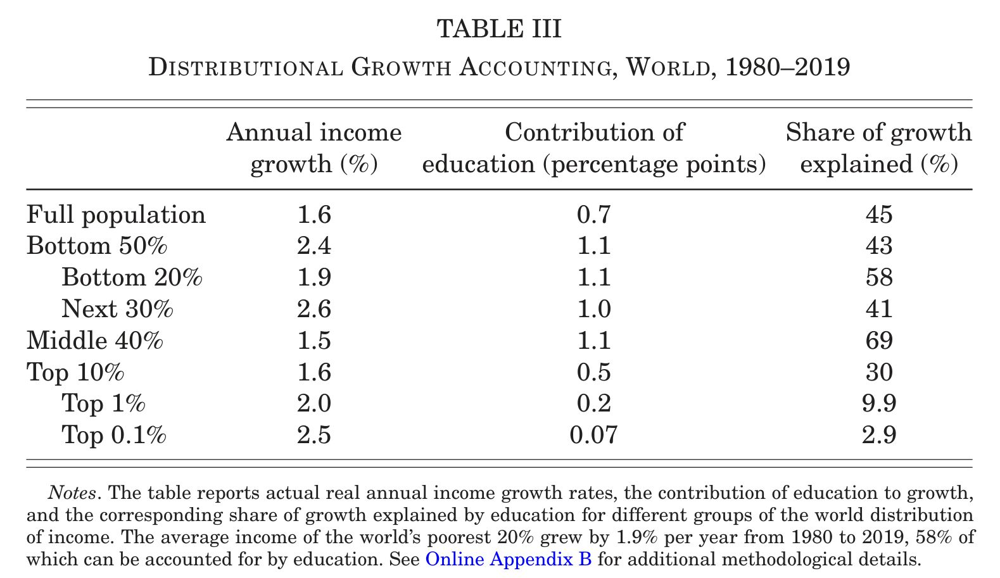 TABLE III
DISTRIBUTIONAL GROWTH ACCOUNTING, WORLD, 1980–2019
Annual income growth (%) Contribution of education (percentage points) Share of growth explained (%)
Full population 1.6 0.7 45
Bottom 50% 2.4 1.1 43
Bottom 20% 1.9 1.1 58
Next 30% 2.6 1.0 41
Middle 40% 1.5 1.1 69
Top 10% 1.6 0.5 30
Top 1% 2.0 0.2 9.9
Top 0.1% 2.5 0.07 2.9
Notes. The table reports actual real annual income growth rates, the contribution of education to growth,
and the corresponding share of growth explained by education for different groups of the world distribution
of income. The average income of the world’s poorest 20% grew by 1.9% per year from 1980 to 2019, 58% of
which can be accounted for by education. See Online Appendix B for additional methodological details.